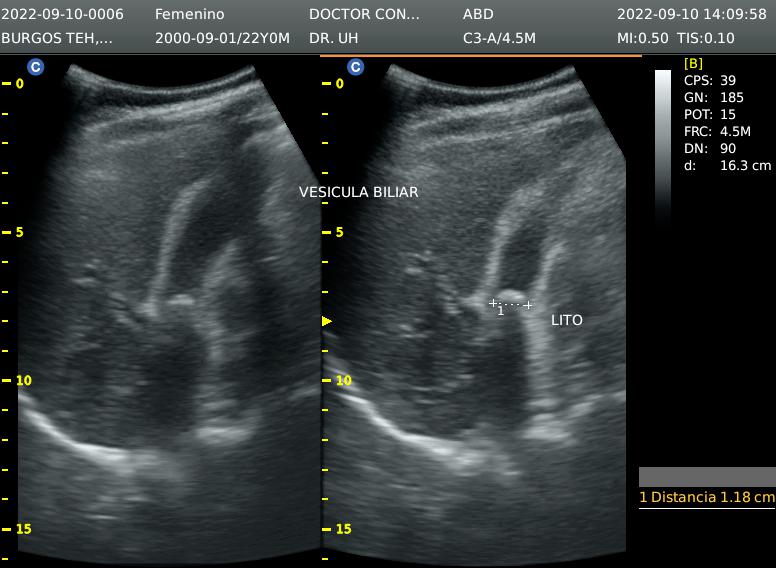 2022-09-10-0006 Femenino DOCTOR CON... ABD 2022-09-10 14:09:58
BURGOS TEH,... 2000-09-01/22Y0M DR. UH C3-A/4.5M MI:0.50 TIS:0.10
C C
[B]
CPS: 39
GN: 185
POT: 15
FRC: 4.5M
DN: 90
d: 16.3 cm
0 0
VESICULA BILIAR
5 5
1
LITO
10 10
1 Distancia 1.18 cm
15 15